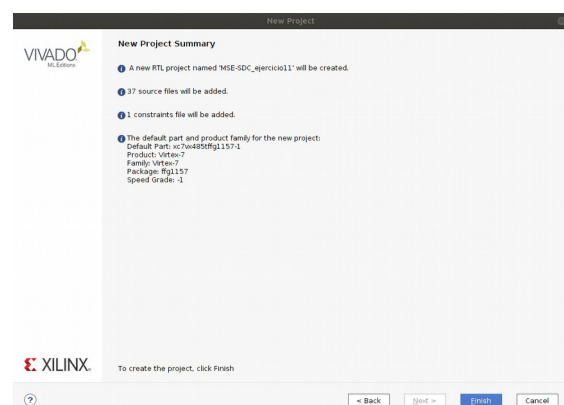 New Project
VIVADO
ML Editions
New Project Summary
A new RTL project named 'MSE-SDC_ejercicio11' will be created.
37 source files will be added.
1 constraints file will be added.
The default part and product family for the new project:
Default Part: xc7vx485tffg1157-1
Product: Virtex-7
Family: Virtex-7
Package: ffg1157
Speed Grade: -1
XILINX.
To create the project, click Finish
?
< Back Next > Finish Cancel